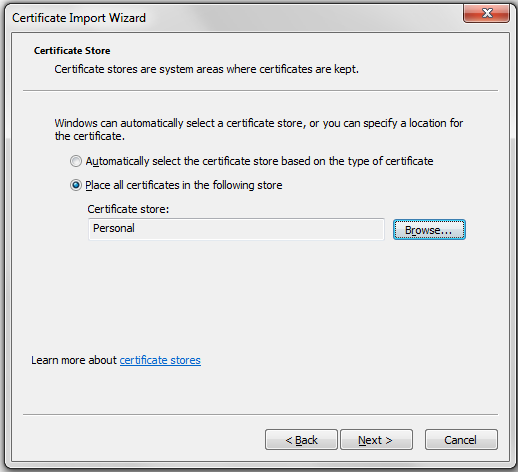 Certificate Import Wizard
Certificate Store
Certificate stores are system areas where certificates are kept.
Windows can automatically select a certificate store, or you can specify a location for
the certificate.
Automatically select the certificate store based on the type of certificate
Place all certificates in the following store
Certificate store:
Personal
Browse...
Learn more about certificate stores
< Back
Next >
Cancel